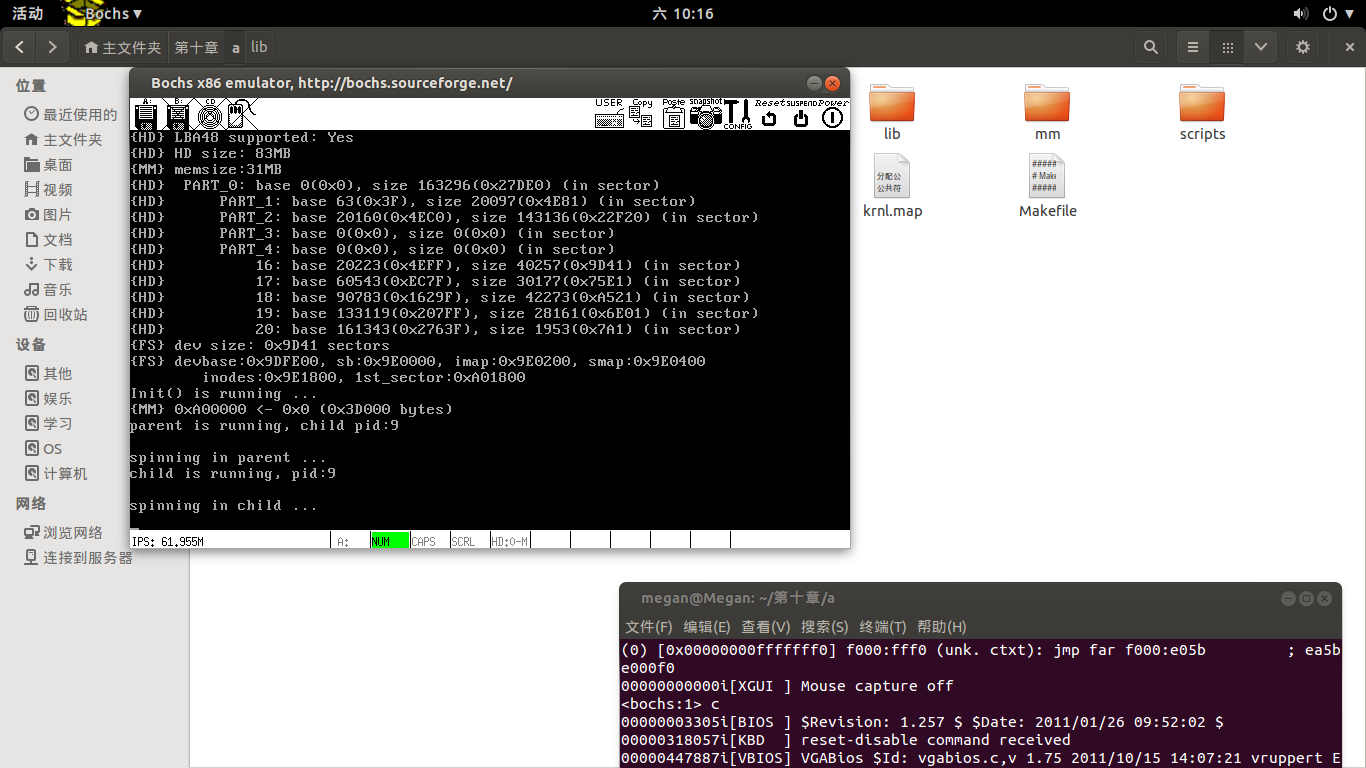 活动 Bochs ▾ 六 10:16
主文件夹 第十章 a lib
位置
最近使用的
主文件夹
桌面
视频
图片
文档
下载
音乐
回收站
设备
其他
娱乐
学习
OS
计算机
网络
浏览网络
连接到服务器
Bochs x86 emulator, http://bochs.sourceforge.net/
A: B: CD USER Copy Paste snapshot CONFIG Reset SUSPEND Power
{HD} LBA48 supported: Yes
{HD} HD size: 83MB
{MM} memsize:31MB
{HD} PART_0: base 0(0x0), size 163296(0x27DE0) (in sector)
{HD} PART_1: base 63(0x3F), size 20097(0x4E81) (in sector)
{HD} PART_2: base 20160(0x4EC0), size 143136(0x22F20) (in sector)
{HD} PART_3: base 0(0x0), size 0(0x0) (in sector)
{HD} PART_4: base 0(0x0), size 0(0x0) (in sector)
{HD} 16: base 20223(0x4EFF), size 40257(0x9D41) (in sector)
{HD} 17: base 60543(0xEC7F), size 30177(0x75E1) (in sector)
{HD} 18: base 90783(0x1629F), size 42273(0xA521) (in sector)
{HD} 19: base 133119(0x207FF), size 28161(0x6E01) (in sector)
{HD} 20: base 161343(0x2763F), size 1953(0x7A1) (in sector)
{FS} dev size: 0x9D41 sectors
{FS} devbase:0x9DFE00, sb:0x9E0000, imap:0x9E0200, smap:0x9E0400
inodes:0x9E1800, 1st_sector:0xA01800
Init() is running ...
{MM} 0xA00000 <- 0x0 (0x3D000 bytes)
parent is running, child pid:9
spinning in parent ...
child is running, pid:9
spinning in child ...
IPS: 61.955M A: NUM CAPS SCRL HD:0-M
lib mm scripts
分配公
公共符
krnl.map
#####
# Make
#####
Makefile
megan@Megan: ~/第十章/a
文件(F) 编辑(E) 查看(V) 搜索(S) 终端(T) 帮助(H)
(0) [0x00000000fffffff0] f000:fff0 (unk. ctxt): jmp far f000:e05b ; ea5b
e000f0
00000000000i[XGUI ] Mouse capture off
<bochs:1> c
00000003305i[BIOS ] $Revision: 1.257 $ $Date: 2011/01/26 09:52:02 $
00000318057i[KBD ] reset-disable command received
00000447887i[VBIOS] VGABios $Id: vgabios.c,v 1.75 2011/10/15 14:07:21 vruppert E